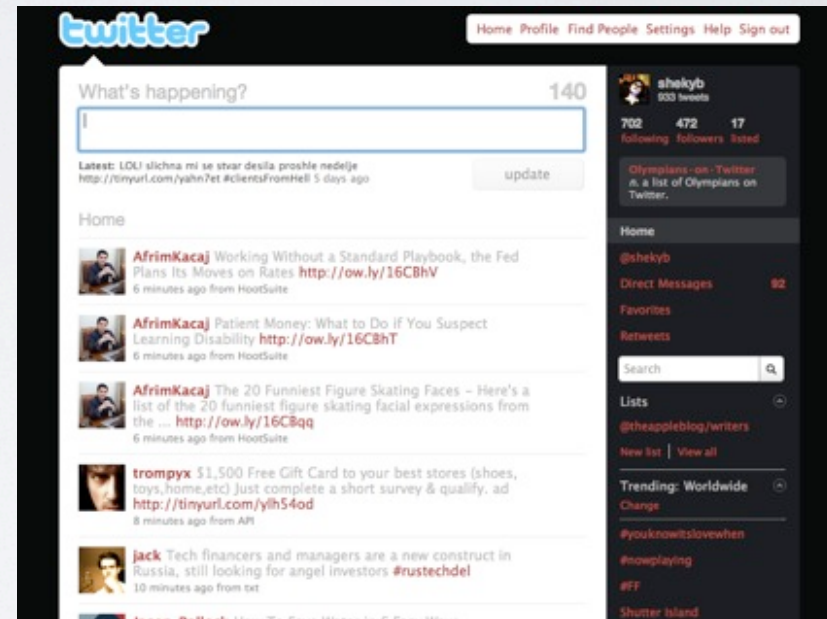 twitter
Home Profile Find People Settings Help Sign out
What's happening? 140
Latest: LOL! slichna mi se stvar desila proshle nedelje
http://tinyurl.com/yahn7et #clientsFromHell 5 days ago
update
Home
AfrimKacaj Working Without a Standard Playbook, the Fed
Plans Its Moves on Rates http://ow.ly/16CBhV
6 minutes ago from HootSuite
AfrimKacaj Patient Money: What to Do if You Suspect
Learning Disability http://ow.ly/16CBhT
6 minutes ago from HootSuite
AfrimKacaj The 20 Funniest Figure Skating Faces – Here's a
list of the 20 funniest figure skating facial expressions from
the ... http://ow.ly/16CBqq
6 minutes ago from HootSuite
trompyx $1,500 Free Gift Card to your best stores (shoes,
toys,home,etc) Just complete a short survey & qualify. ad
http://tinyurl.com/ylh54od
8 minutes ago from API
jack Tech financers and managers are a new construct in
Russia, still looking for angel investors #rustechdel
10 minutes ago from txt
shekyb
933 tweets
702 472 17
following followers listed
Olympians-on-Twitter
n. a list of Olympians on
Twitter.
Home
@shekyb
Direct Messages 92
Favorites
Retweets
Search
Lists
@theappleblog/writers
New list | View all
Trending: Worldwide
Change
#youknowitslovewhen
#nowplaying
#FF
Shutter Island